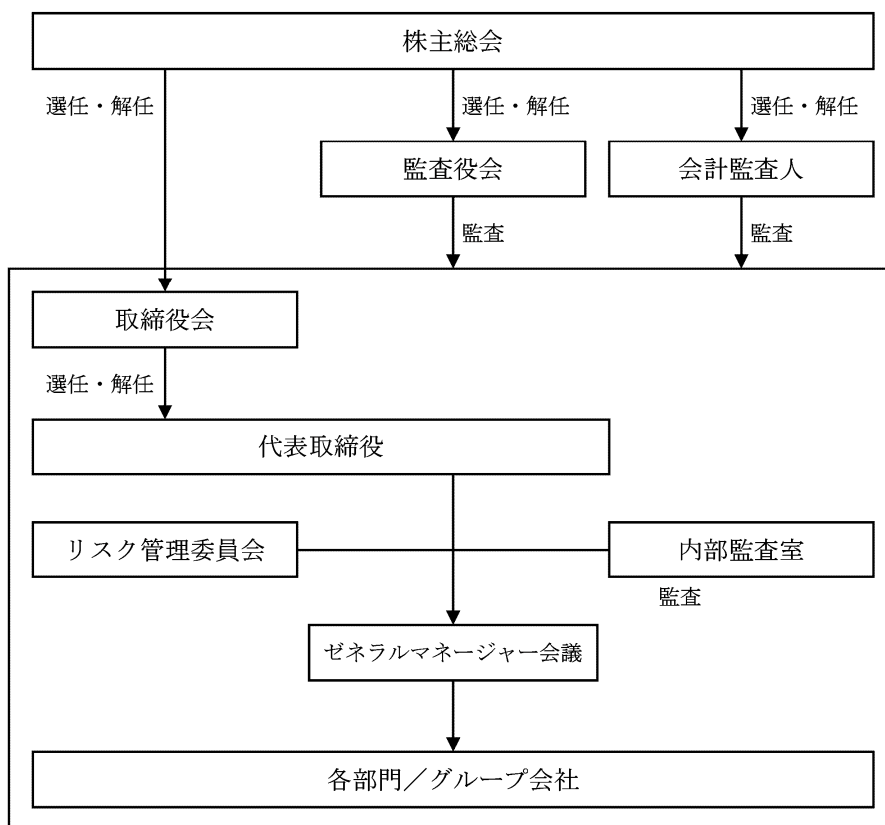 株主総会
選任・解任
選任・解任
選任・解任
監査役会
会計監査人
監査
監査
取締役会
選任・解任
代表取締役
リスク管理委員会
内部監査室
監査
ゼネラルマネージャー会議
各部門／グループ会社